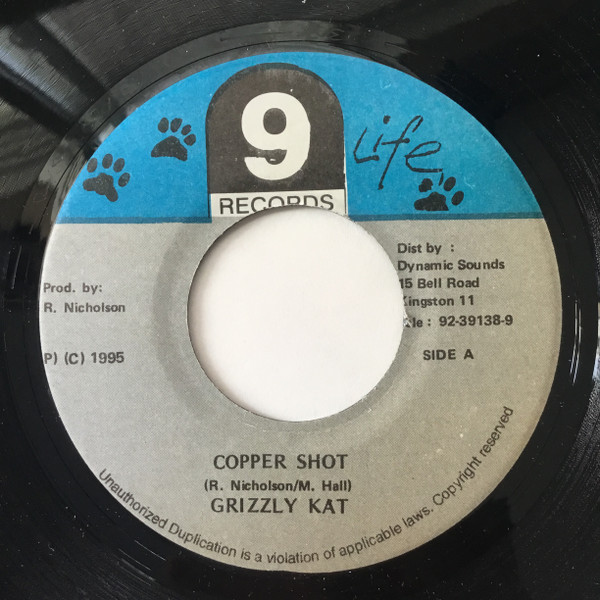 9
Life
RECORDS
Prod. by:
R. Nicholson
P) (C) 1995
Dist by :
Dynamic Sounds
15 Bell Road
Kingston 11
92-39138-9
SIDE A
COPPER SHOT
(R. Nicholson/M. Hall)
GRIZZLY KAT
Unauthorized Duplication is a violation of applicable laws. Copyright reserved